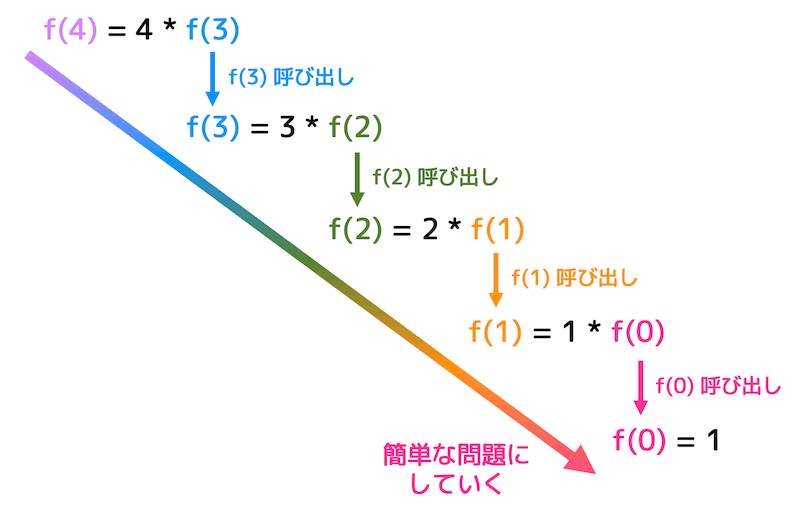 f(4) = 4 * f(3)
f(3) 呼び出し
f(3) = 3 * f(2)
f(2) 呼び出し
f(2) = 2 * f(1)
f(1) 呼び出し
f(1) = 1 * f(0)
f(0) 呼び出し
f(0) = 1
簡単な問題に
していく